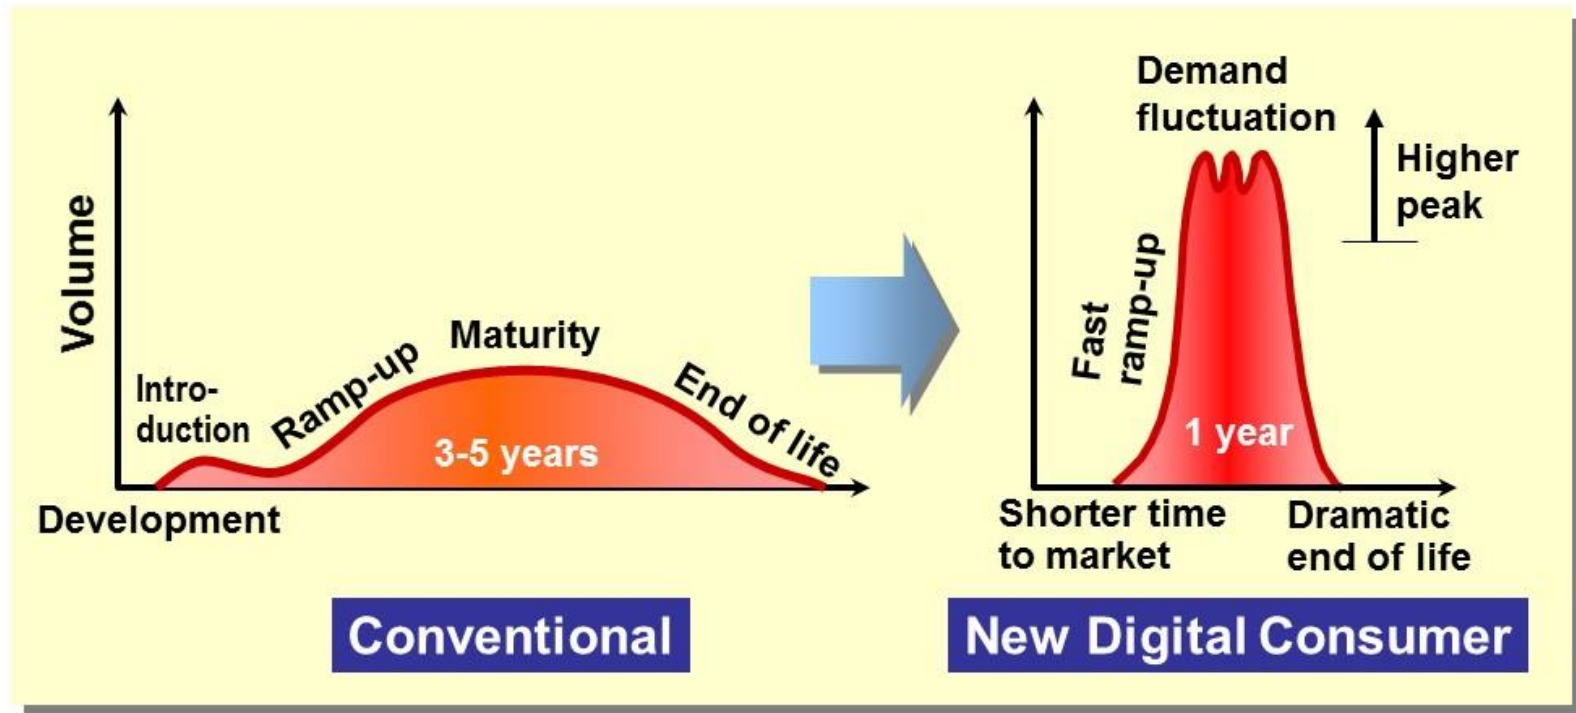 Volume
Intro-
duction
Ramp-up
Maturity
End of life
3-5 years
Development
Conventional
Demand
fluctuation
Higher
peak
Fast
ramp-up
1 year
Shorter time
to market
Dramatic
end of life
New Digital Consumer